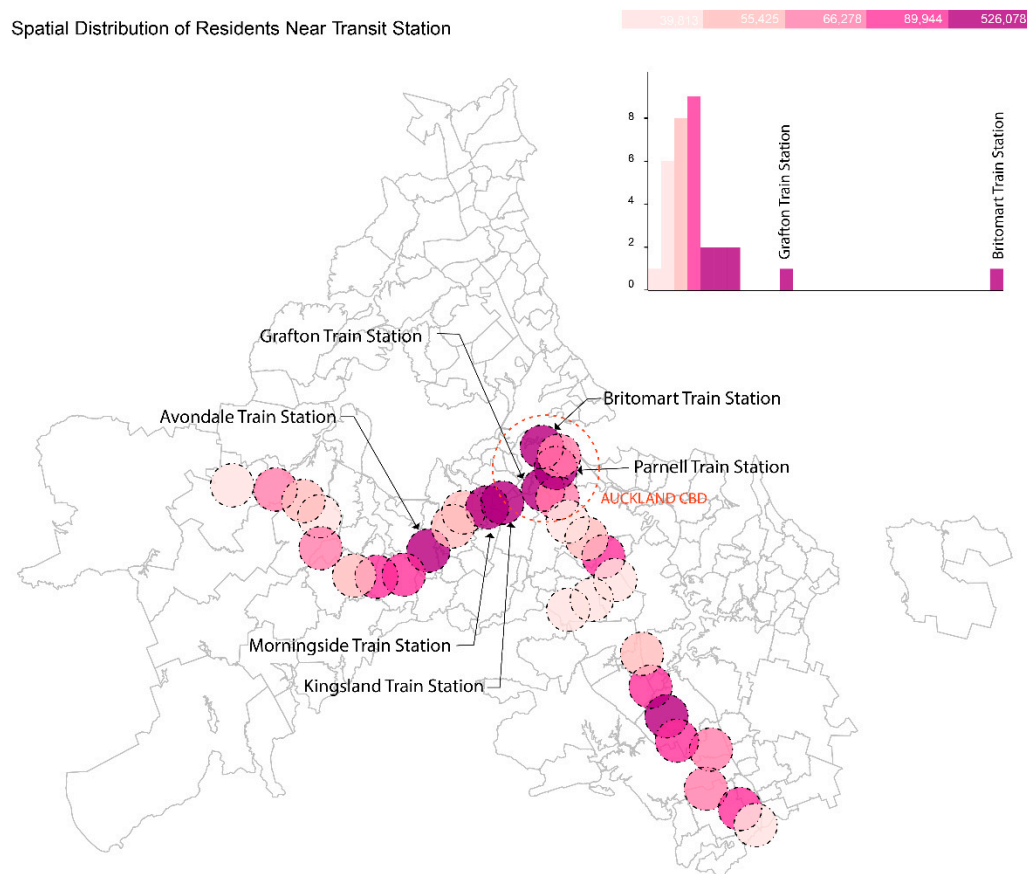 Spatial Distribution of Residents Near Transit Station
39,813 55,425 66,278 89,944 526,078
8
6
4
2
0
Grafton Train Station
Britomart Train Station
Grafton Train Station
Britomart Train Station
Avondale Train Station
Parnell Train Station
AUCKLAND CBD
Morningside Train Station
Kingsland Train Station